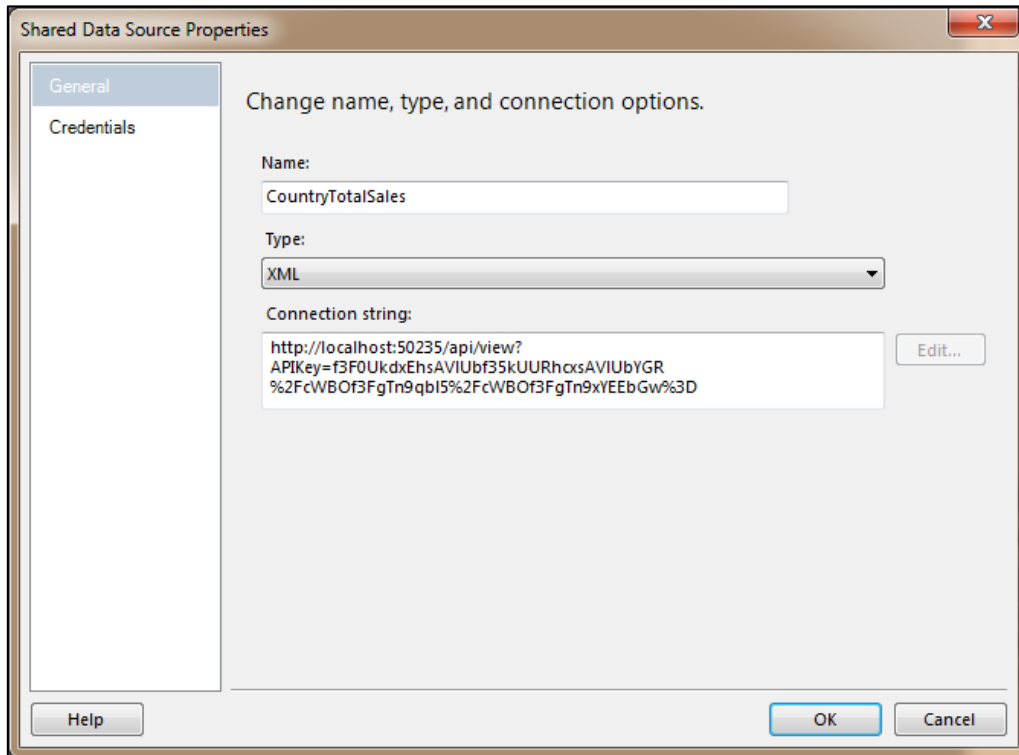 Shared Data Source Properties
General
Credentials
Change name, type, and connection options.
Name:
CountryTotalSales
Type:
XML
Connection string:
http://localhost:50235/api/view?
APIKey=f3F0UkdxEhsAVIUbf35kUURhcxsAVIUbYGR
%2FcWBOf3FgTn9qbI5%2FcWBOf3FgTn9xYEEbGw%3D
Edit...
Help
OK
Cancel